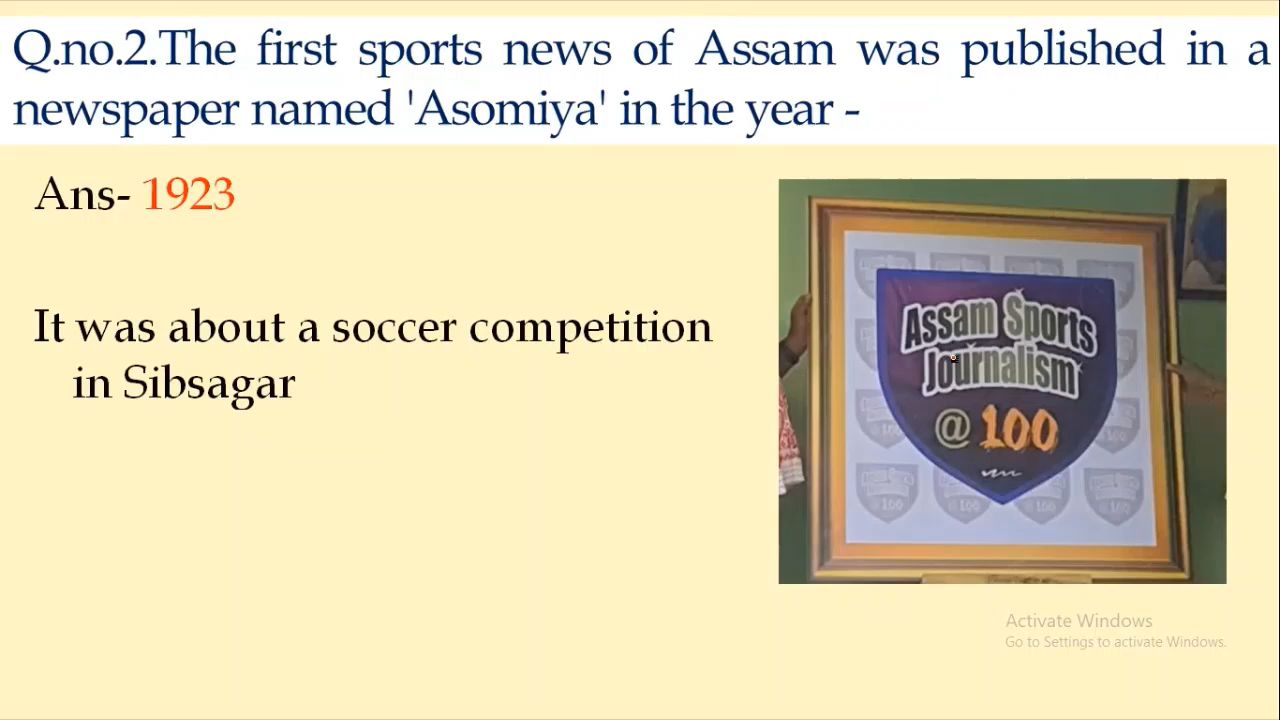 Q.no.2.The first sports news of Assam was published in a
newspaper named 'Asomiya' in the year -
Ans- 1923
It was about a soccer competition
in Sibsagar
Assam Sports
Journalism
@ 100
Activate Windows
Go to Settings to activate Windows.